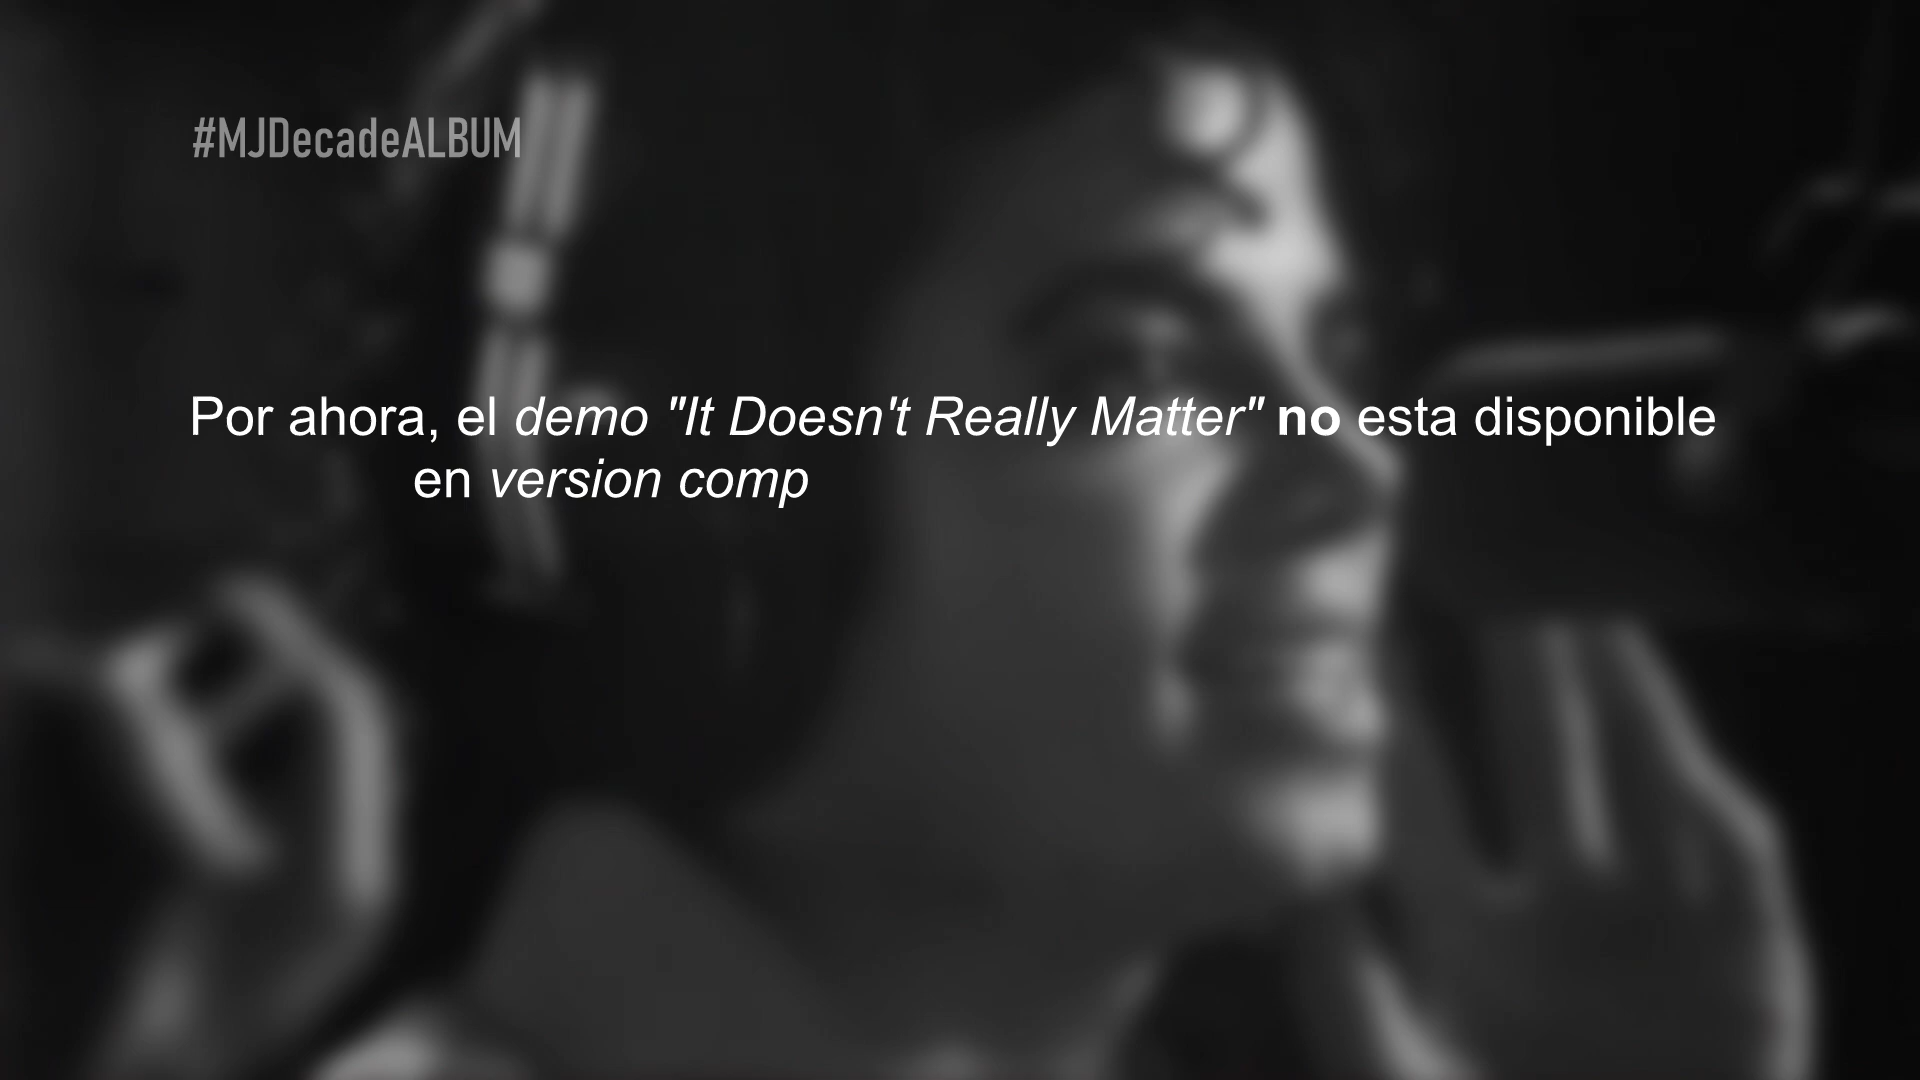 #MJDecadeALBUM
Por ahora, el demo "It Doesn't Really Matter" no esta disponible
en version comp